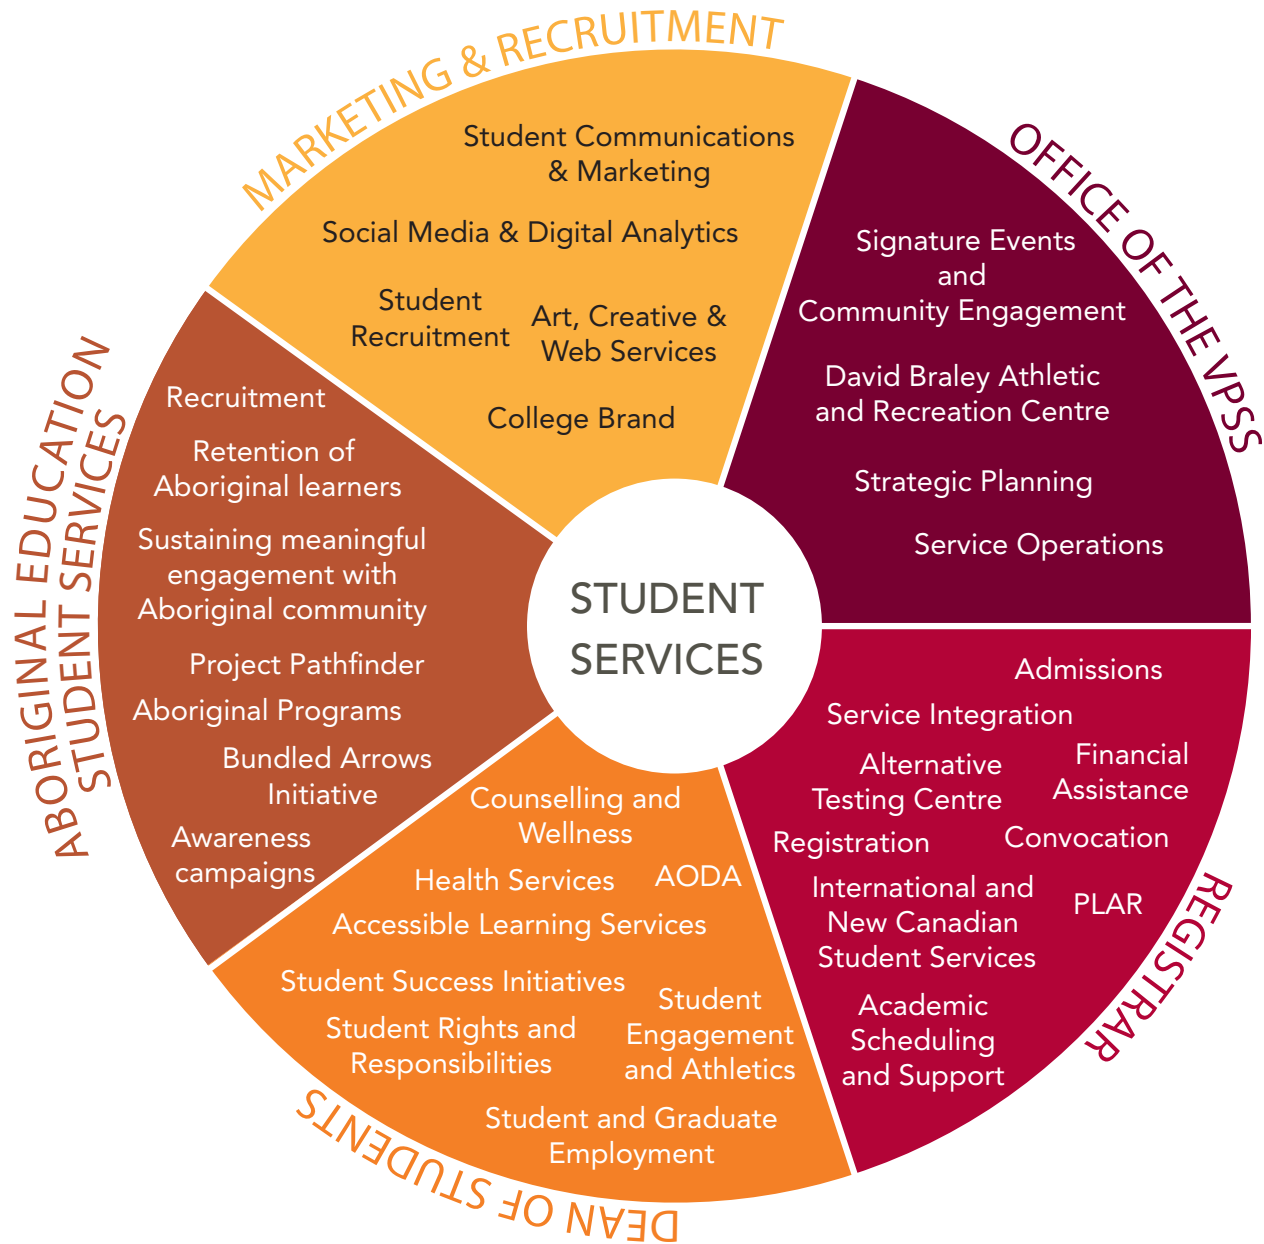 MARKETING & RECRUITMENT
Student Communications
& Marketing
Social Media & Digital Analytics
Student
Recruitment
Art, Creative &
Web Services
College Brand
OFFICE OF THE VPSS
Signature Events
and
Community Engagement
David Braley Athletic
and Recreation Centre
Strategic Planning
Service Operations
ABORIGINAL EDUCATION
STUDENT SERVICES
Recruitment
Retention of
Aboriginal learners
Sustaining meaningful
engagement with
Aboriginal community
Project Pathfinder
Aboriginal Programs
Bundled Arrows
Initiative
Awareness
campaigns
STUDENT
SERVICES
REGISTRAR
Admissions
Service Integration
Alternative
Testing Centre
Financial
Assistance
Registration
Convocation
International and
New Canadian
Student Services
PLAR
Academic
Scheduling
and Support
DEAN OF STUDENTS
Counselling and
Wellness
Health Services
AODA
Accessible Learning Services
Student Success Initiatives
Student Rights and
Responsibilities
Student
Engagement
and Athletics
Student and Graduate
Employment